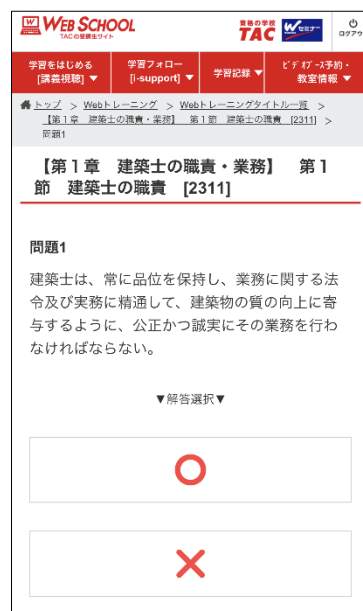 WEB SCHOOL
TACの受講生サイト
資格の学校
TAC Wセミナー
ログアウ
学習をはじめる
[講義視聴] ▼
学習フォロー
[i-support] ▼
学習記録 ▼
ビデオブース予約・
教室情報 ▼
トップ > Webトレーニング > Webトレーニングタイトル一覧 >
【第1章 建築士の職責・業務】 第1節 建築士の職責 [2311] >
問題1
【第1章 建築士の職責・業務】 第1
節 建築士の職責 [2311]
問題1
建築士は、常に品位を保持し、業務に関する法
令及び実務に精通して、建築物の質の向上に寄
与するように、公正かつ誠実にその業務を行わ
なければならない。
▼解答選択▼